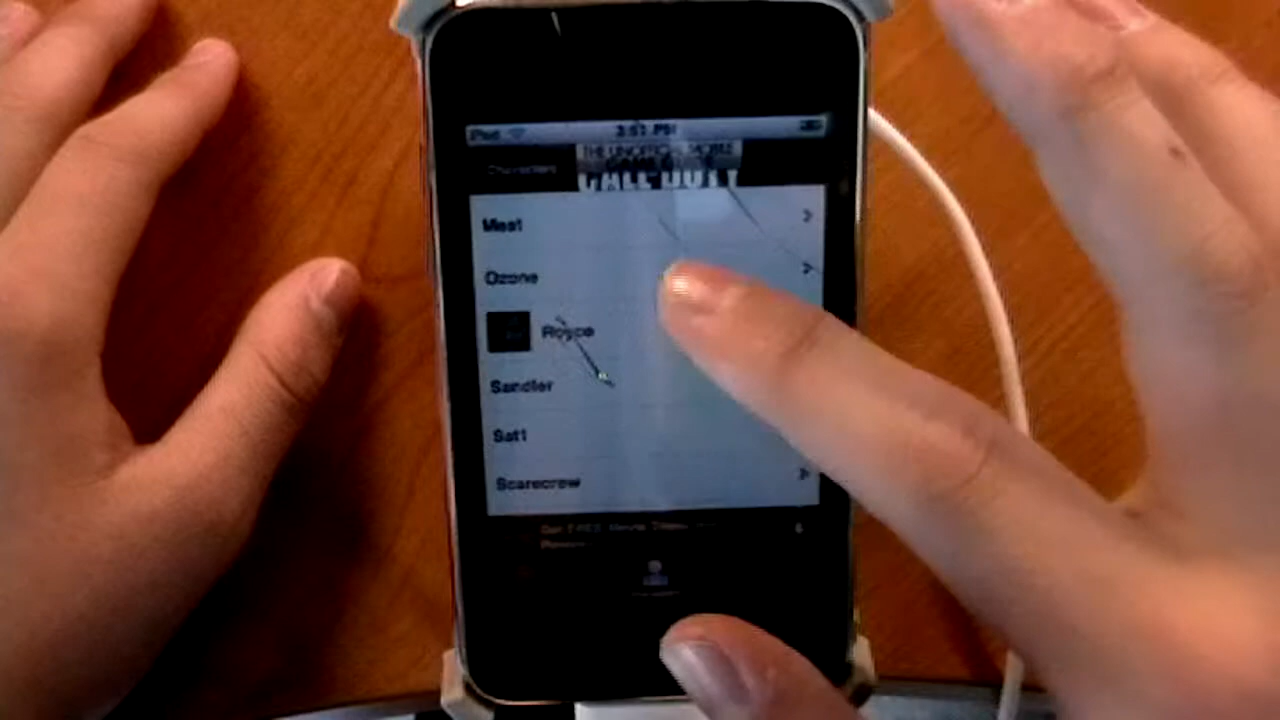 iPod 3:51 PM
Characters
THE UNOFFICIAL MOBILE
CALL DUTY
Meat
Ozone
Royce
Sandler
Sat1
Scarecrow